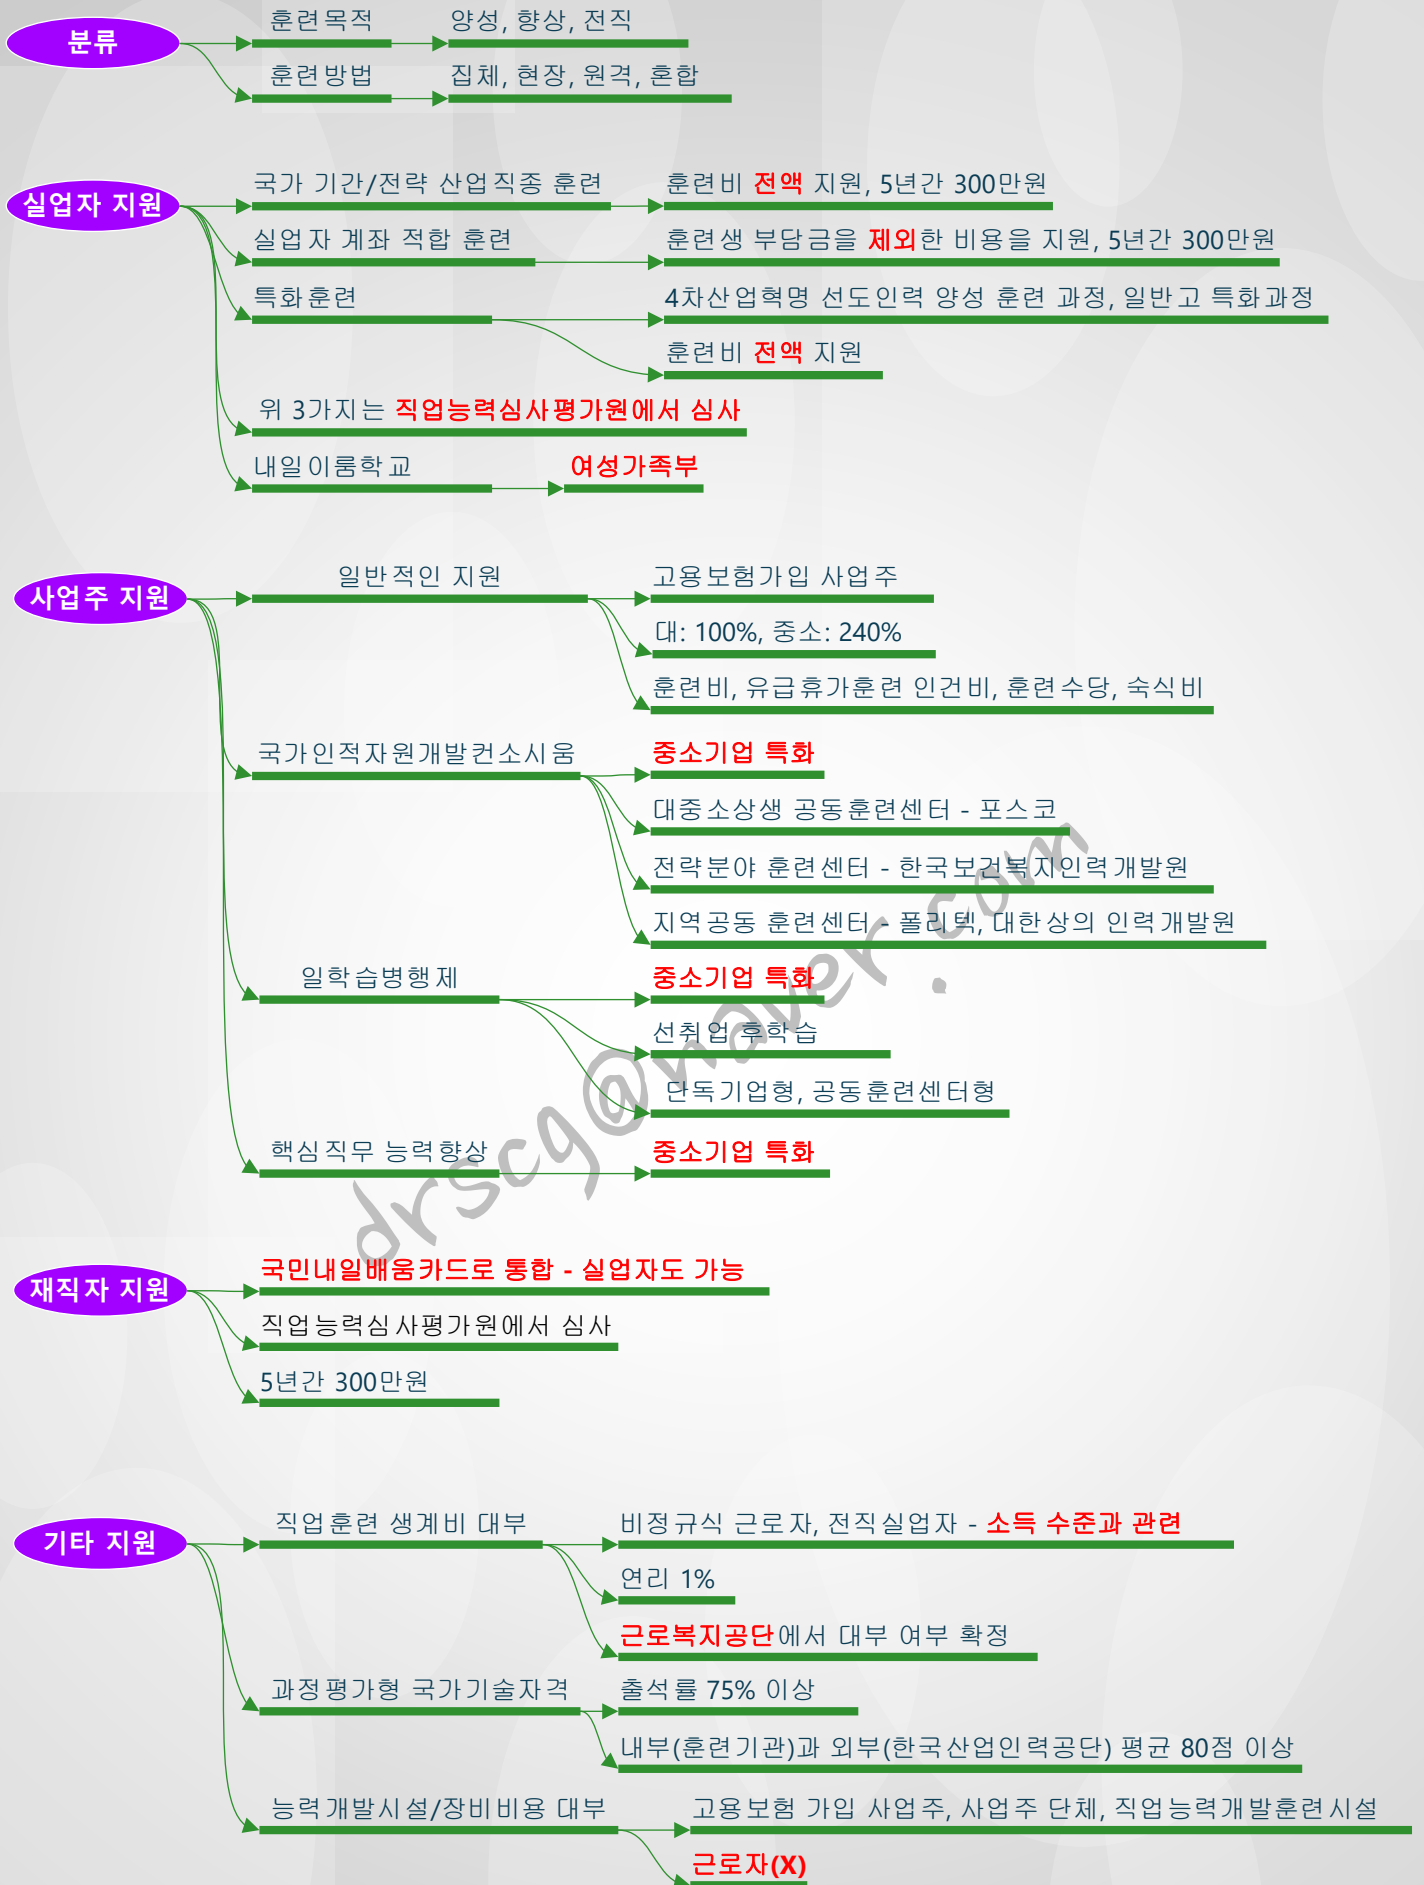 분류
훈련목적
양성, 향상, 전직
훈련방법
집체, 현장, 원격, 혼합
실업자 지원
국가 기간/전략 산업직종 훈련
훈련비 전액 지원, 5년간 300만원
실업자 계좌 적합 훈련
훈련생 부담금을 제외한 비용을 지원, 5년간 300만원
특화훈련
4차산업혁명 선도인력 양성 훈련 과정, 일반고 특화과정
훈련비 전액 지원
위 3가지는 직업능력심사평가원에서 심사
내일이룸학교
여성가족부
사업주 지원
일반적인 지원
고용보험가입 사업주
대: 100%, 중소: 240%
훈련비, 유급휴가훈련 인건비, 훈련수당, 숙식비
국가인적자원개발컨소시움
중소기업 특화
대중소상생 공동훈련센터 - 포스코
전략분야 훈련센터 - 한국보건복지인력개발원
지역공동 훈련센터 - 폴리텍, 대한상의 인력개발원
일학습병행제
중소기업 특화
선취업 후학습
단독기업형, 공동훈련센터형
핵심직무 능력향상
중소기업 특화
drscg@naver.com
재직자 지원
국민내일배움카드로 통합 - 실업자도 가능
직업능력심사평가원에서 심사
5년간 300만원
기타 지원
직업훈련 생계비 대부
비정규식 근로자, 전직실업자 - 소득 수준과 관련
연리 1%
근로복지공단에서 대부 여부 확정
과정평가형 국가기술자격
출석률 75% 이상
내부(훈련기관)과 외부(한국산업인력공단) 평균 80점 이상
능력개발시설/장비비용 대부
고용보험 가입 사업주, 사업주 단체, 직업능력개발훈련시설
근로자(X)